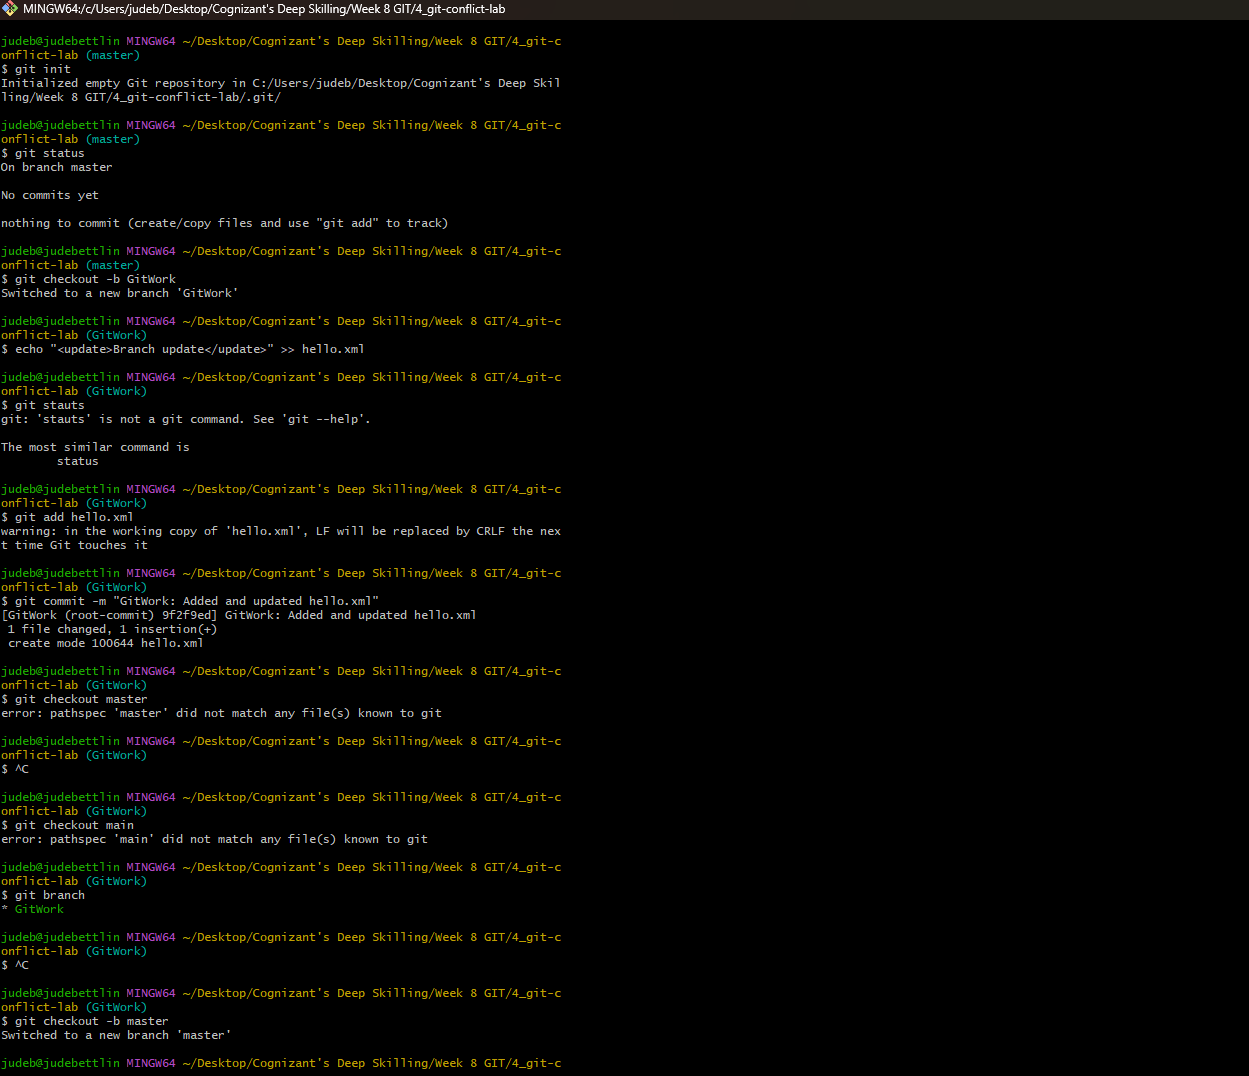 MINGW64:/c/Users/judeb/Desktop/Cognizant's Deep Skilling/Week 8 GIT/4_git-conflict-lab
judeb@judebettlin MINGW64 ~/Desktop/Cognizant's Deep Skilling/Week 8 GIT/4_git-c
onflict-lab (master)
$ git init
Initialized empty Git repository in C:/Users/judeb/Desktop/Cognizant's Deep Skil
ling/Week 8 GIT/4_git-conflict-lab/.git/
judeb@judebettlin MINGW64 ~/Desktop/Cognizant's Deep Skilling/Week 8 GIT/4_git-c
onflict-lab (master)
$ git status
On branch master
No commits yet
nothing to commit (create/copy files and use "git add" to track)
judeb@judebettlin MINGW64 ~/Desktop/Cognizant's Deep Skilling/Week 8 GIT/4_git-c
onflict-lab (master)
$ git checkout -b GitWork
Switched to a new branch 'GitWork'
judeb@judebettlin MINGW64 ~/Desktop/Cognizant's Deep Skilling/Week 8 GIT/4_git-c
onflict-lab (GitWork)
$ echo "<update>Branch update</update>" >> hello.xml
judeb@judebettlin MINGW64 ~/Desktop/Cognizant's Deep Skilling/Week 8 GIT/4_git-c
onflict-lab (GitWork)
$ git stauts
git: 'stauts' is not a git command. See 'git --help'.
The most similar command is
        status
judeb@judebettlin MINGW64 ~/Desktop/Cognizant's Deep Skilling/Week 8 GIT/4_git-c
onflict-lab (GitWork)
$ git add hello.xml
warning: in the working copy of 'hello.xml', LF will be replaced by CRLF the nex
t time Git touches it
judeb@judebettlin MINGW64 ~/Desktop/Cognizant's Deep Skilling/Week 8 GIT/4_git-c
onflict-lab (GitWork)
$ git commit -m "GitWork: Added and updated hello.xml"
[GitWork (root-commit) 9f2f9ed] GitWork: Added and updated hello.xml
 1 file changed, 1 insertion(+)
 create mode 100644 hello.xml
judeb@judebettlin MINGW64 ~/Desktop/Cognizant's Deep Skilling/Week 8 GIT/4_git-c
onflict-lab (GitWork)
$ git checkout master
error: pathspec 'master' did not match any file(s) known to git
judeb@judebettlin MINGW64 ~/Desktop/Cognizant's Deep Skilling/Week 8 GIT/4_git-c
onflict-lab (GitWork)
$ ^C
judeb@judebettlin MINGW64 ~/Desktop/Cognizant's Deep Skilling/Week 8 GIT/4_git-c
onflict-lab (GitWork)
$ git checkout main
error: pathspec 'main' did not match any file(s) known to git
judeb@judebettlin MINGW64 ~/Desktop/Cognizant's Deep Skilling/Week 8 GIT/4_git-c
onflict-lab (GitWork)
$ git branch
* GitWork
judeb@judebettlin MINGW64 ~/Desktop/Cognizant's Deep Skilling/Week 8 GIT/4_git-c
onflict-lab (GitWork)
$ ^C
judeb@judebettlin MINGW64 ~/Desktop/Cognizant's Deep Skilling/Week 8 GIT/4_git-c
onflict-lab (GitWork)
$ git checkout -b master
Switched to a new branch 'master'
judeb@judebettlin MINGW64 ~/Desktop/Cognizant's Deep Skilling/Week 8 GIT/4_git-c